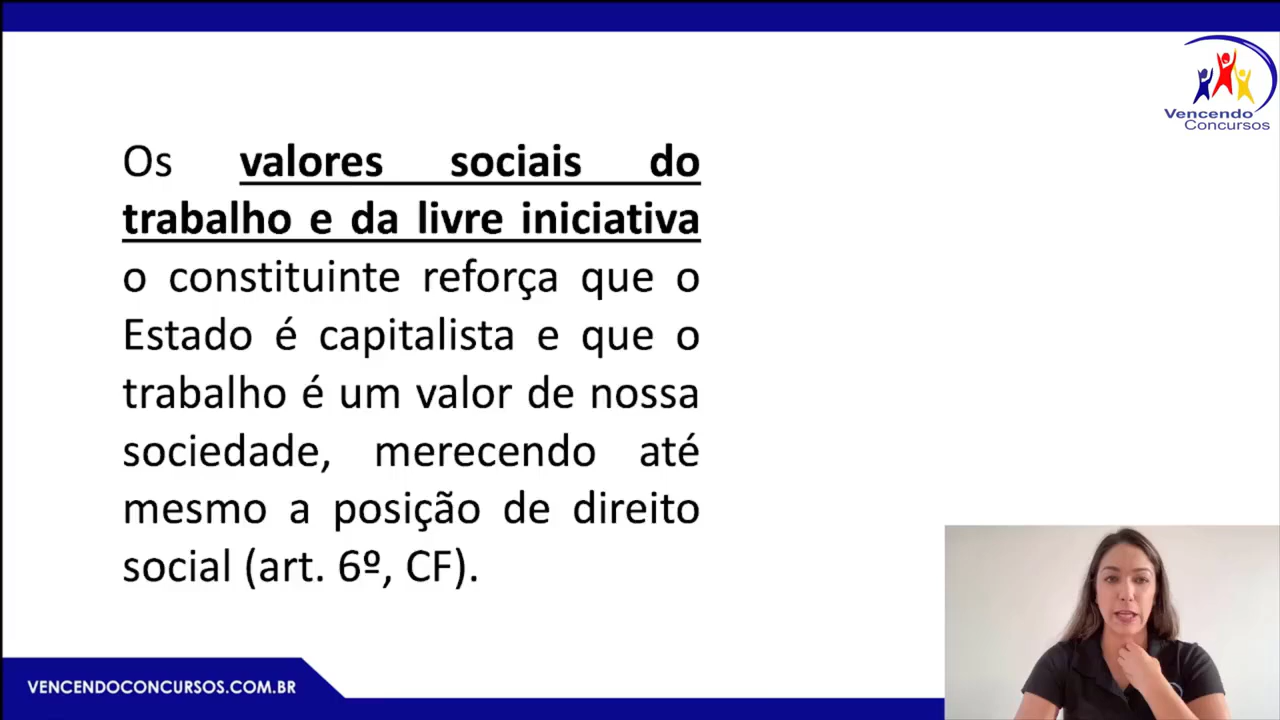 Vencendo
Concursos
Os valores sociais do
trabalho e da livre iniciativa
o constituinte reforça que o
Estado é capitalista e que o
trabalho é um valor de nossa
sociedade, merecendo até
mesmo a posição de direito
social (art. 6º, CF).
VENCENDOCONCURSOS.COM.BR